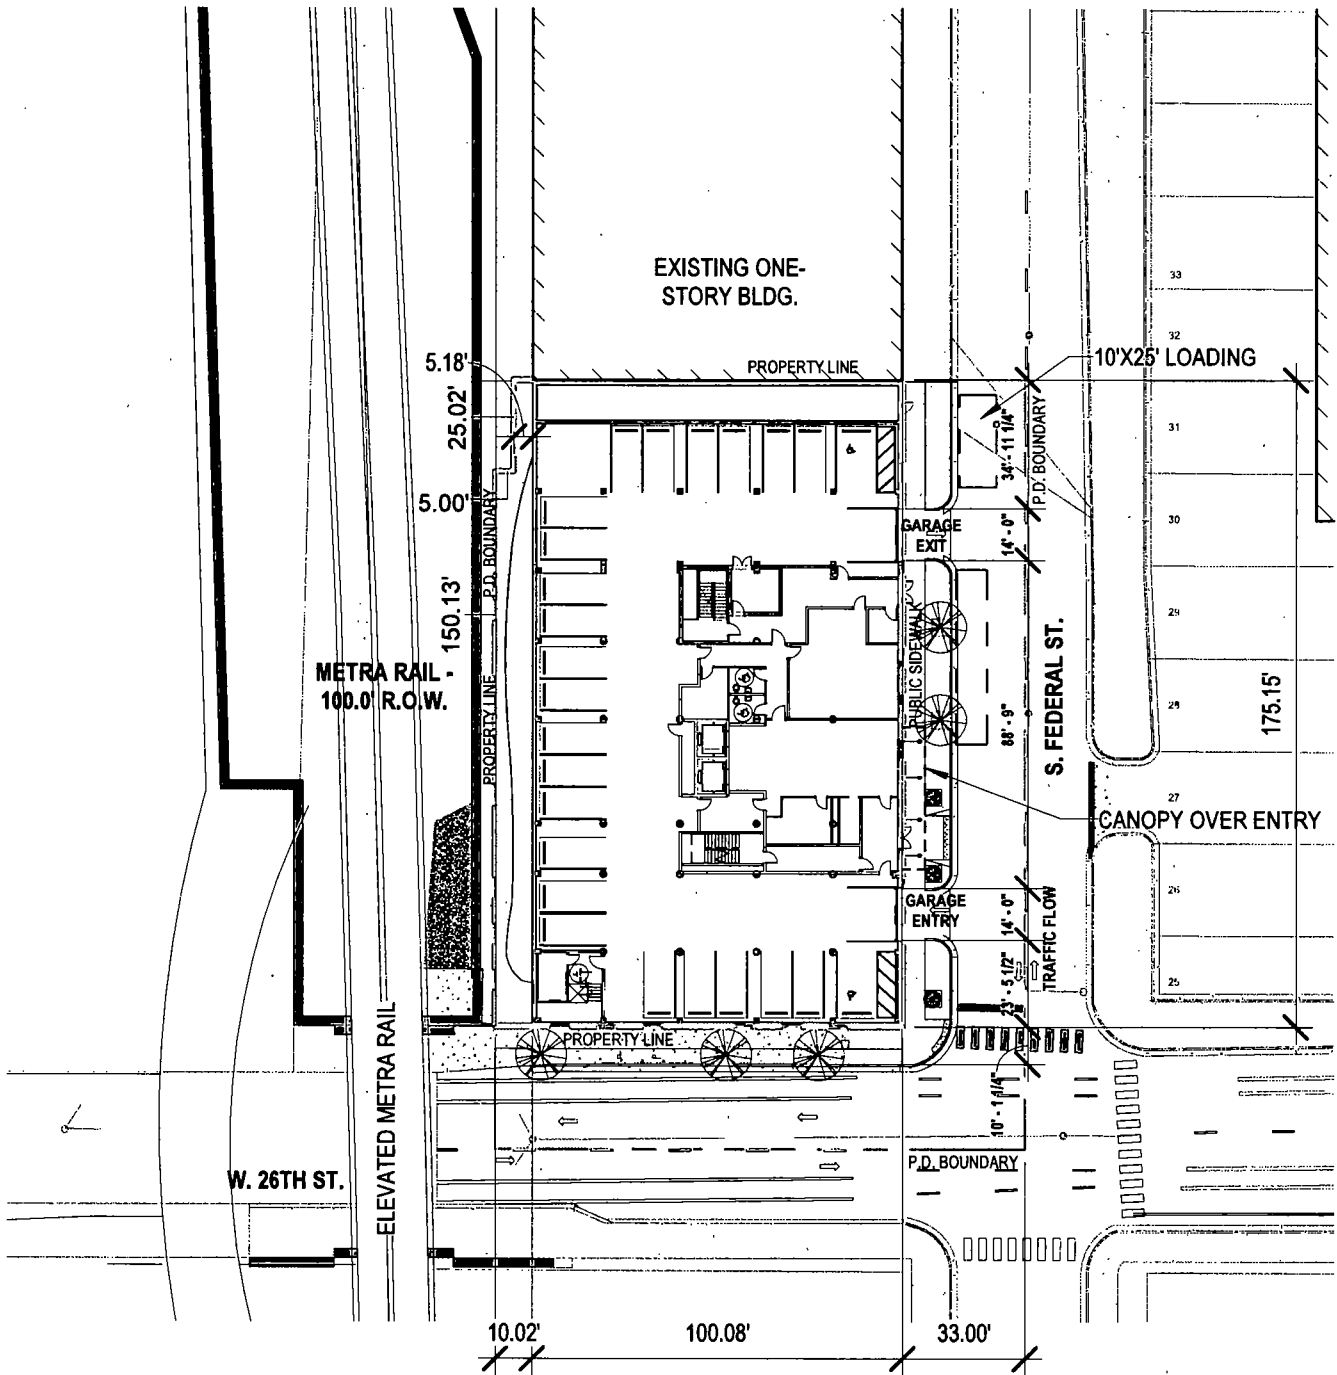 EXISTING ONE-
STORY BLDG.
33
32
5.18'
PROPERTY LINE
10'X25' LOADING
25.02'
34' - 11 1/4"
P.D. BOUNDARY
31
5.00'
P.D. BOUNDARY
GARAGE
EXIT
14' - 0"
30
150.13'
PUBLIC SIDEWALK
29
METRA RAIL -
100.0' R.O.W.
PROPERTY LINE
88' - 9"
S. FEDERAL ST.
175.15'
28
27
CANOPY OVER ENTRY
26
GARAGE
ENTRY
14' - 0"
TRAFFIC FLOW
23' - 5 1/2"
25
ELEVATED METRA RAIL
PROPERTY LINE
10' - 1 1/4"
P.D. BOUNDARY
W. 26TH ST.
10.02'
100.08'
33.00'